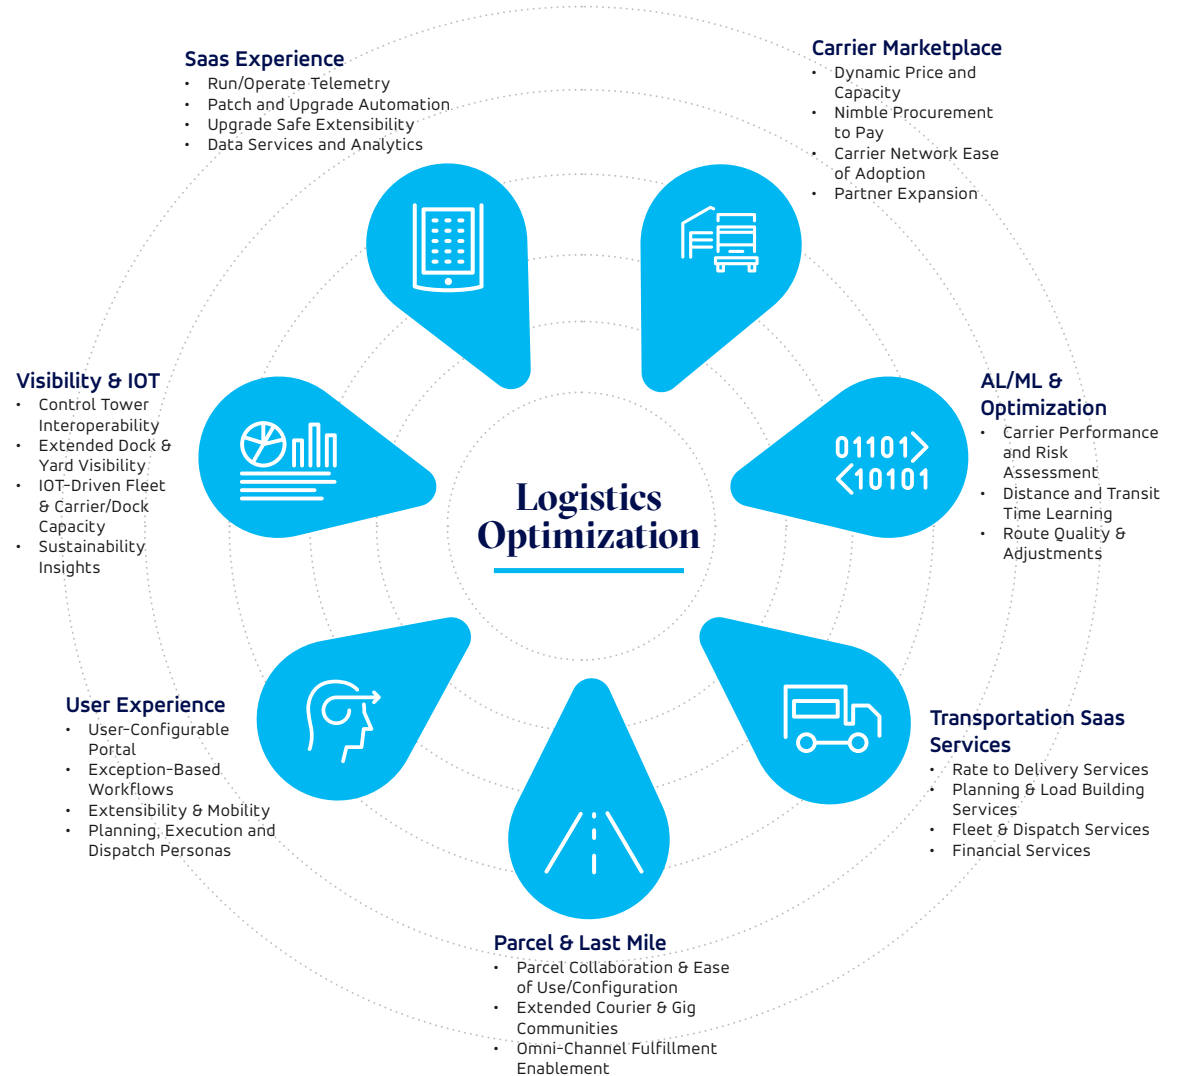 Saas Experience
• Run/Operate Telemetry
• Patch and Upgrade Automation
• Upgrade Safe Extensibility
• Data Services and Analytics
Carrier Marketplace
• Dynamic Price and
Capacity
• Nimble Procurement
to Pay
• Carrier Network Ease
of Adoption
• Partner Expansion
Visibility & IOT
• Control Tower
Interoperability
• Extended Dock &
Yard Visibility
• IOT-Driven Fleet
& Carrier/Dock
Capacity
• Sustainability
Insights
AL/ML &
Optimization
• Carrier Performance
and Risk
Assessment
• Distance and Transit
Time Learning
• Route Quality &
Adjustments
01101
10101
Logistics
Optimization
User Experience
• User-Configurable
Portal
• Exception-Based
Workflows
• Extensibility & Mobility
• Planning, Execution and
Dispatch Personas
Transportation Saas
Services
• Rate to Delivery Services
• Planning & Load Building
Services
• Fleet & Dispatch Services
• Financial Services
Parcel & Last Mile
• Parcel Collaboration & Ease
of Use/Configuration
• Extended Courier & Gig
Communities
• Omni-Channel Fulfillment
Enablement